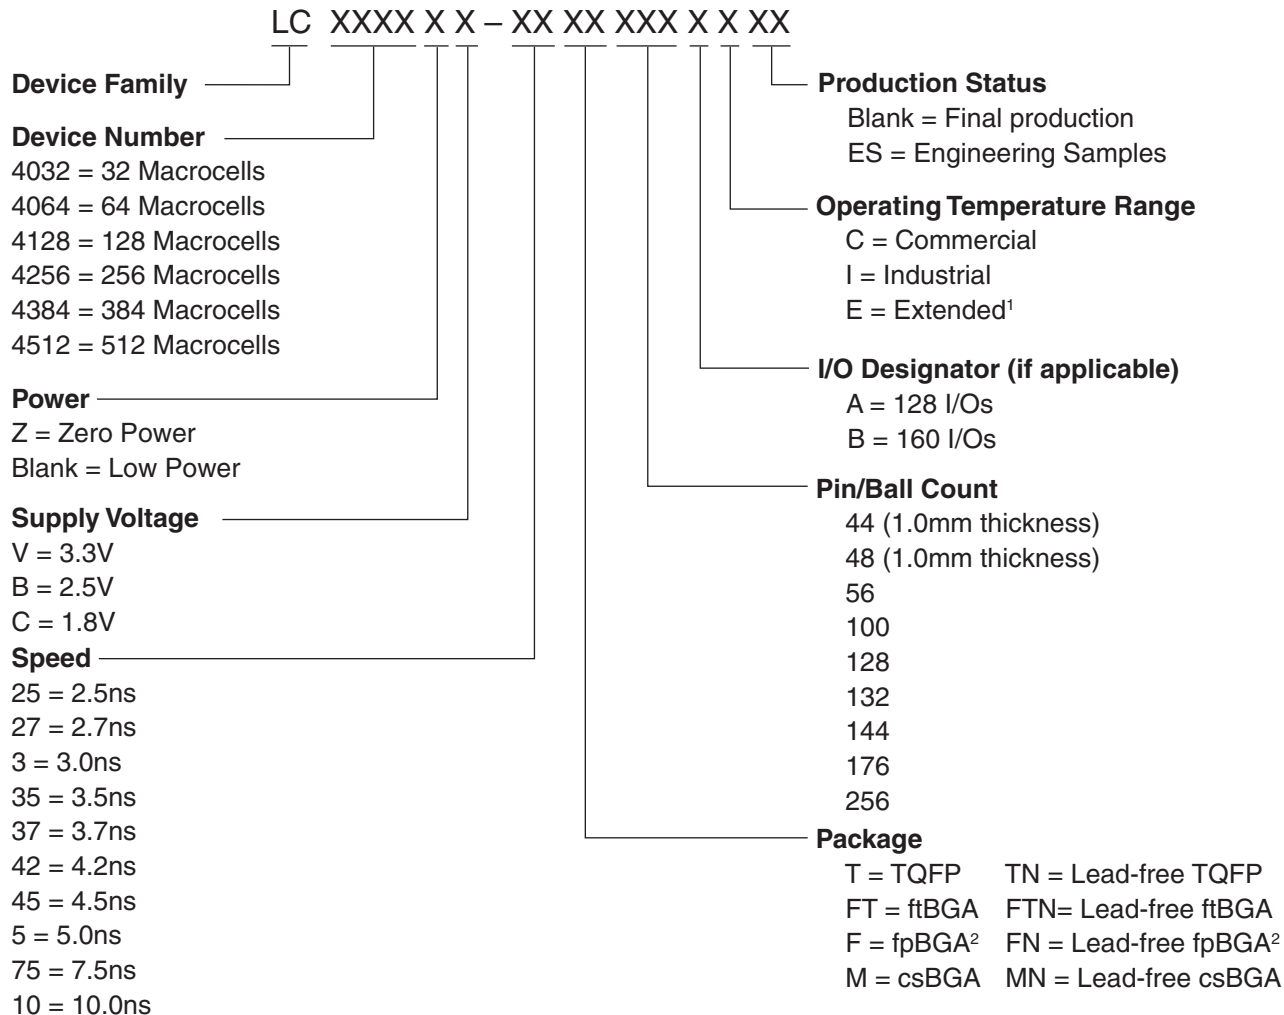 LC XXXX X X – XX XX XXX X X XX
Device Family
Device Number
4032 = 32 Macrocells
4064 = 64 Macrocells
4128 = 128 Macrocells
4256 = 256 Macrocells
4384 = 384 Macrocells
4512 = 512 Macrocells
Power
Z = Zero Power
Blank = Low Power
Supply Voltage
V = 3.3V
B = 2.5V
C = 1.8V
Speed
25 = 2.5ns
27 = 2.7ns
3 = 3.0ns
35 = 3.5ns
37 = 3.7ns
42 = 4.2ns
45 = 4.5ns
5 = 5.0ns
75 = 7.5ns
10 = 10.0ns
Production Status
Blank = Final production
ES = Engineering Samples
Operating Temperature Range
C = Commercial
I = Industrial
E = Extended¹
I/O Designator (if applicable)
A = 128 I/Os
B = 160 I/Os
Pin/Ball Count
44 (1.0mm thickness)
48 (1.0mm thickness)
56
100
128
132
144
176
256
Package
T = TQFP TN = Lead-free TQFP
FT = ftBGA FTN= Lead-free ftBGA
F = fpBGA² FN = Lead-free fpBGA²
M = csBGA MN = Lead-free csBGA